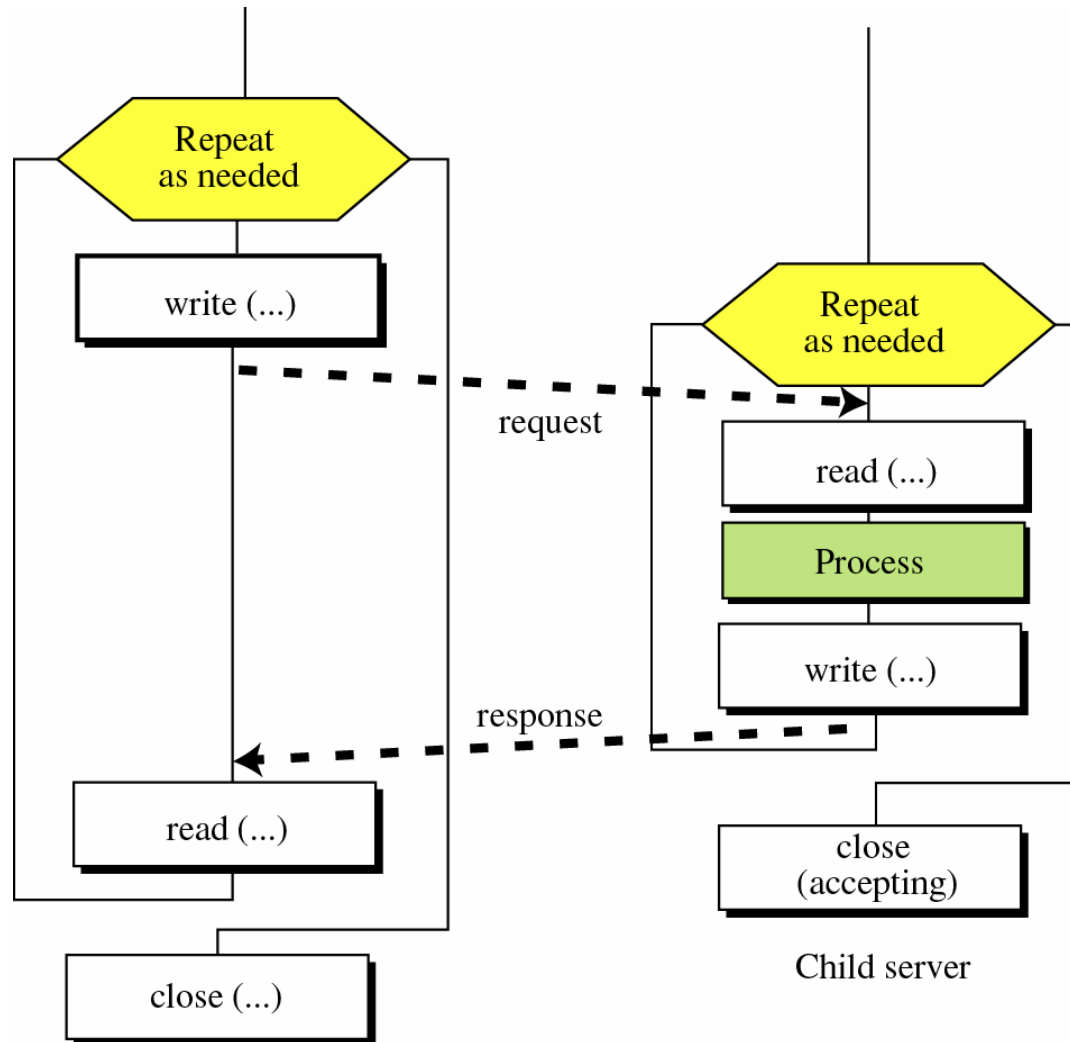 Repeat
as needed
write (...)
request
response
read (...)
close (...)
Repeat
as needed
read (...)
Process
write (...)
close
(accepting)
Child server